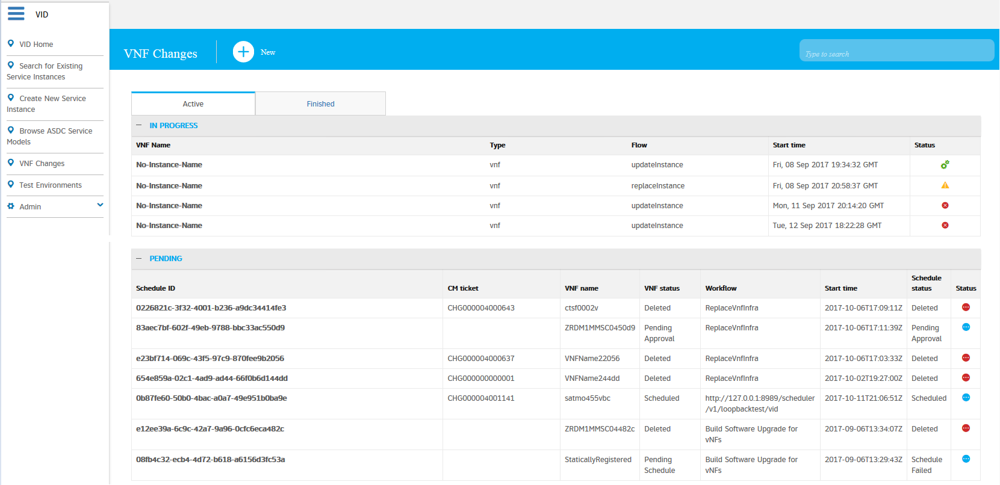 VID
VID Home
Search for Existing
Service Instances
Create New Service
Instance
Browse ASDC Service
Models
VNF Changes
Test Environments
Admin
VNF Changes
New
Type to search
Active Finished
IN PROGRESS
VNF Name Type Flow Start time Status
No-Instance-Name vnf updateInstance Fri, 08 Sep 2017 19:34:32 GMT
No-Instance-Name vnf replaceInstance Fri, 08 Sep 2017 20:58:37 GMT
No-Instance-Name vnf updateInstance Mon, 11 Sep 2017 20:14:20 GMT
No-Instance-Name vnf updateInstance Tue, 12 Sep 2017 18:22:28 GMT
PENDING
Schedule ID CM ticket VNF name VNF status Workflow Start time Schedule
status Status
0226821c-3f32-4001-b236-a9dc34414fe3 CHG000004000643 ctsf0002v Deleted ReplaceVnfInfra 2017-10-06T17:09:11Z Deleted
83aec7bf-602f-49eb-9788-bbc33ac550d9 ZRDM1MMSC0450d9 Pending ReplaceVnfInfra 2017-10-06T17:11:39Z Pending
Approval Approval
e23bf714-069c-43f5-97c9-870fee9b2056 CHG000004000637 VNFName22056 Deleted ReplaceVnfInfra 2017-10-06T17:03:33Z Deleted
654e859a-02c1-4ad9-ad44-66f0b6d144dd CHG000000000001 VNFName244dd Deleted ReplaceVnfInfra 2017-10-02T19:27:00Z Deleted
0b87fe60-50b0-4bac-a0a7-49e951b0ba9e CHG000004001141 satmo455vbc Scheduled http://127.0.0.1:8989/scheduler 2017-10-11T21:06:51Z Scheduled
/v1/loopbacktest/vid
e12ee39a-6c9c-42a7-9a96-0cfc6eca482c ZRDM1MMSC04482c Deleted Build Software Upgrade for 2017-09-06T13:34:07Z Deleted
vNFs
08fb4c32-ecb4-4d72-b618-a6156d3fc53a StaticallyRegistered Pending Build Software Upgrade for 2017-09-06T13:29:43Z Schedule
Schedule vNFs Failed